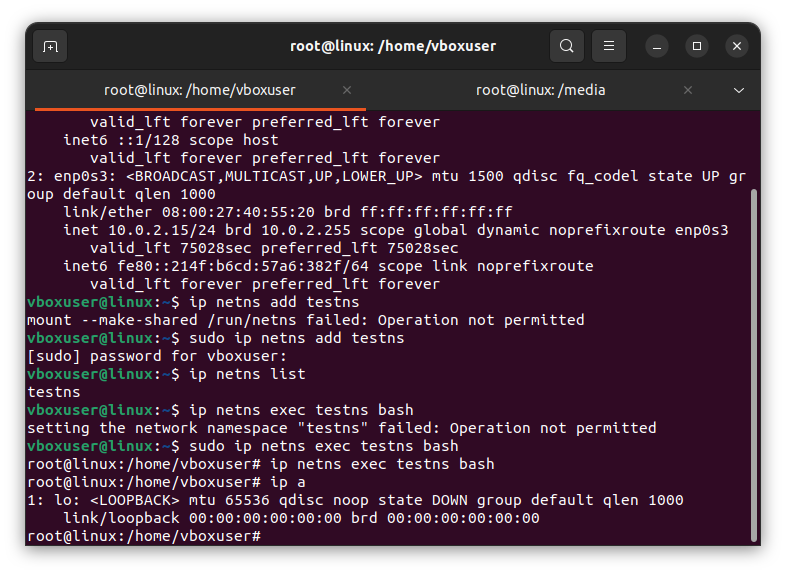 root@linux: /home/vboxuser
root@linux: /home/vboxuser
root@linux: /media
valid_lft forever preferred_lft forever
inet6 ::1/128 scope host
valid_lft forever preferred_lft forever
2: enp0s3: <BROADCAST,MULTICAST,UP,LOWER_UP> mtu 1500 qdisc fq_codel state UP gr
oup default qlen 1000
link/ether 08:00:27:40:55:20 brd ff:ff:ff:ff:ff:ff
inet 10.0.2.15/24 brd 10.0.2.255 scope global dynamic noprefixroute enp0s3
valid_lft 75028sec preferred_lft 75028sec
inet6 fe80::214f:b6cd:57a6:382f/64 scope link noprefixroute
valid_lft forever preferred_lft forever
vboxuser@linux:~$ ip netns add testns
mount --make-shared /run/netns failed: Operation not permitted
vboxuser@linux:~$ sudo ip netns add testns
[sudo] password for vboxuser:
vboxuser@linux:~$ ip netns list
testns
vboxuser@linux:~$ ip netns exec testns bash
setting the network namespace "testns" failed: Operation not permitted
vboxuser@linux:~$ sudo ip netns exec testns bash
root@linux:/home/vboxuser# ip netns exec testns bash
root@linux:/home/vboxuser# ip a
1: lo: <LOOPBACK> mtu 65536 qdisc noop state DOWN group default qlen 1000
link/loopback 00:00:00:00:00:00 brd 00:00:00:00:00:00
root@linux:/home/vboxuser#